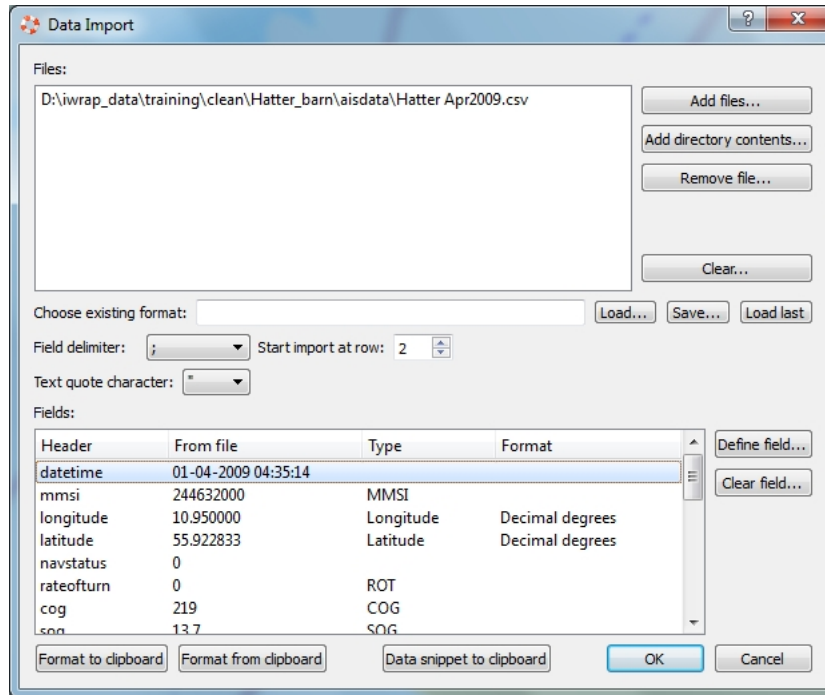 Data Import
Files:
D:\iwrap_data\training\clean\Hatter_barn\aisdata\Hatter Apr2009.csv
Add files...
Add directory contents...
Remove file...
Clear...
Choose existing format: Load... Save... Load last
Field delimiter: ; Start import at row: 2
Text quote character: "
Fields:
Header From file Type Format
datetime 01-04-2009 04:35:14
mmsi 244632000 MMSI
longitude 10.950000 Longitude Decimal degrees
latitude 55.922833 Latitude Decimal degrees
navstatus 0
rateofturn 0 ROT
cog 219 COG
sog 13.7 SOG
Define field...
Clear field...
Format to clipboard Format from clipboard Data snippet to clipboard OK Cancel